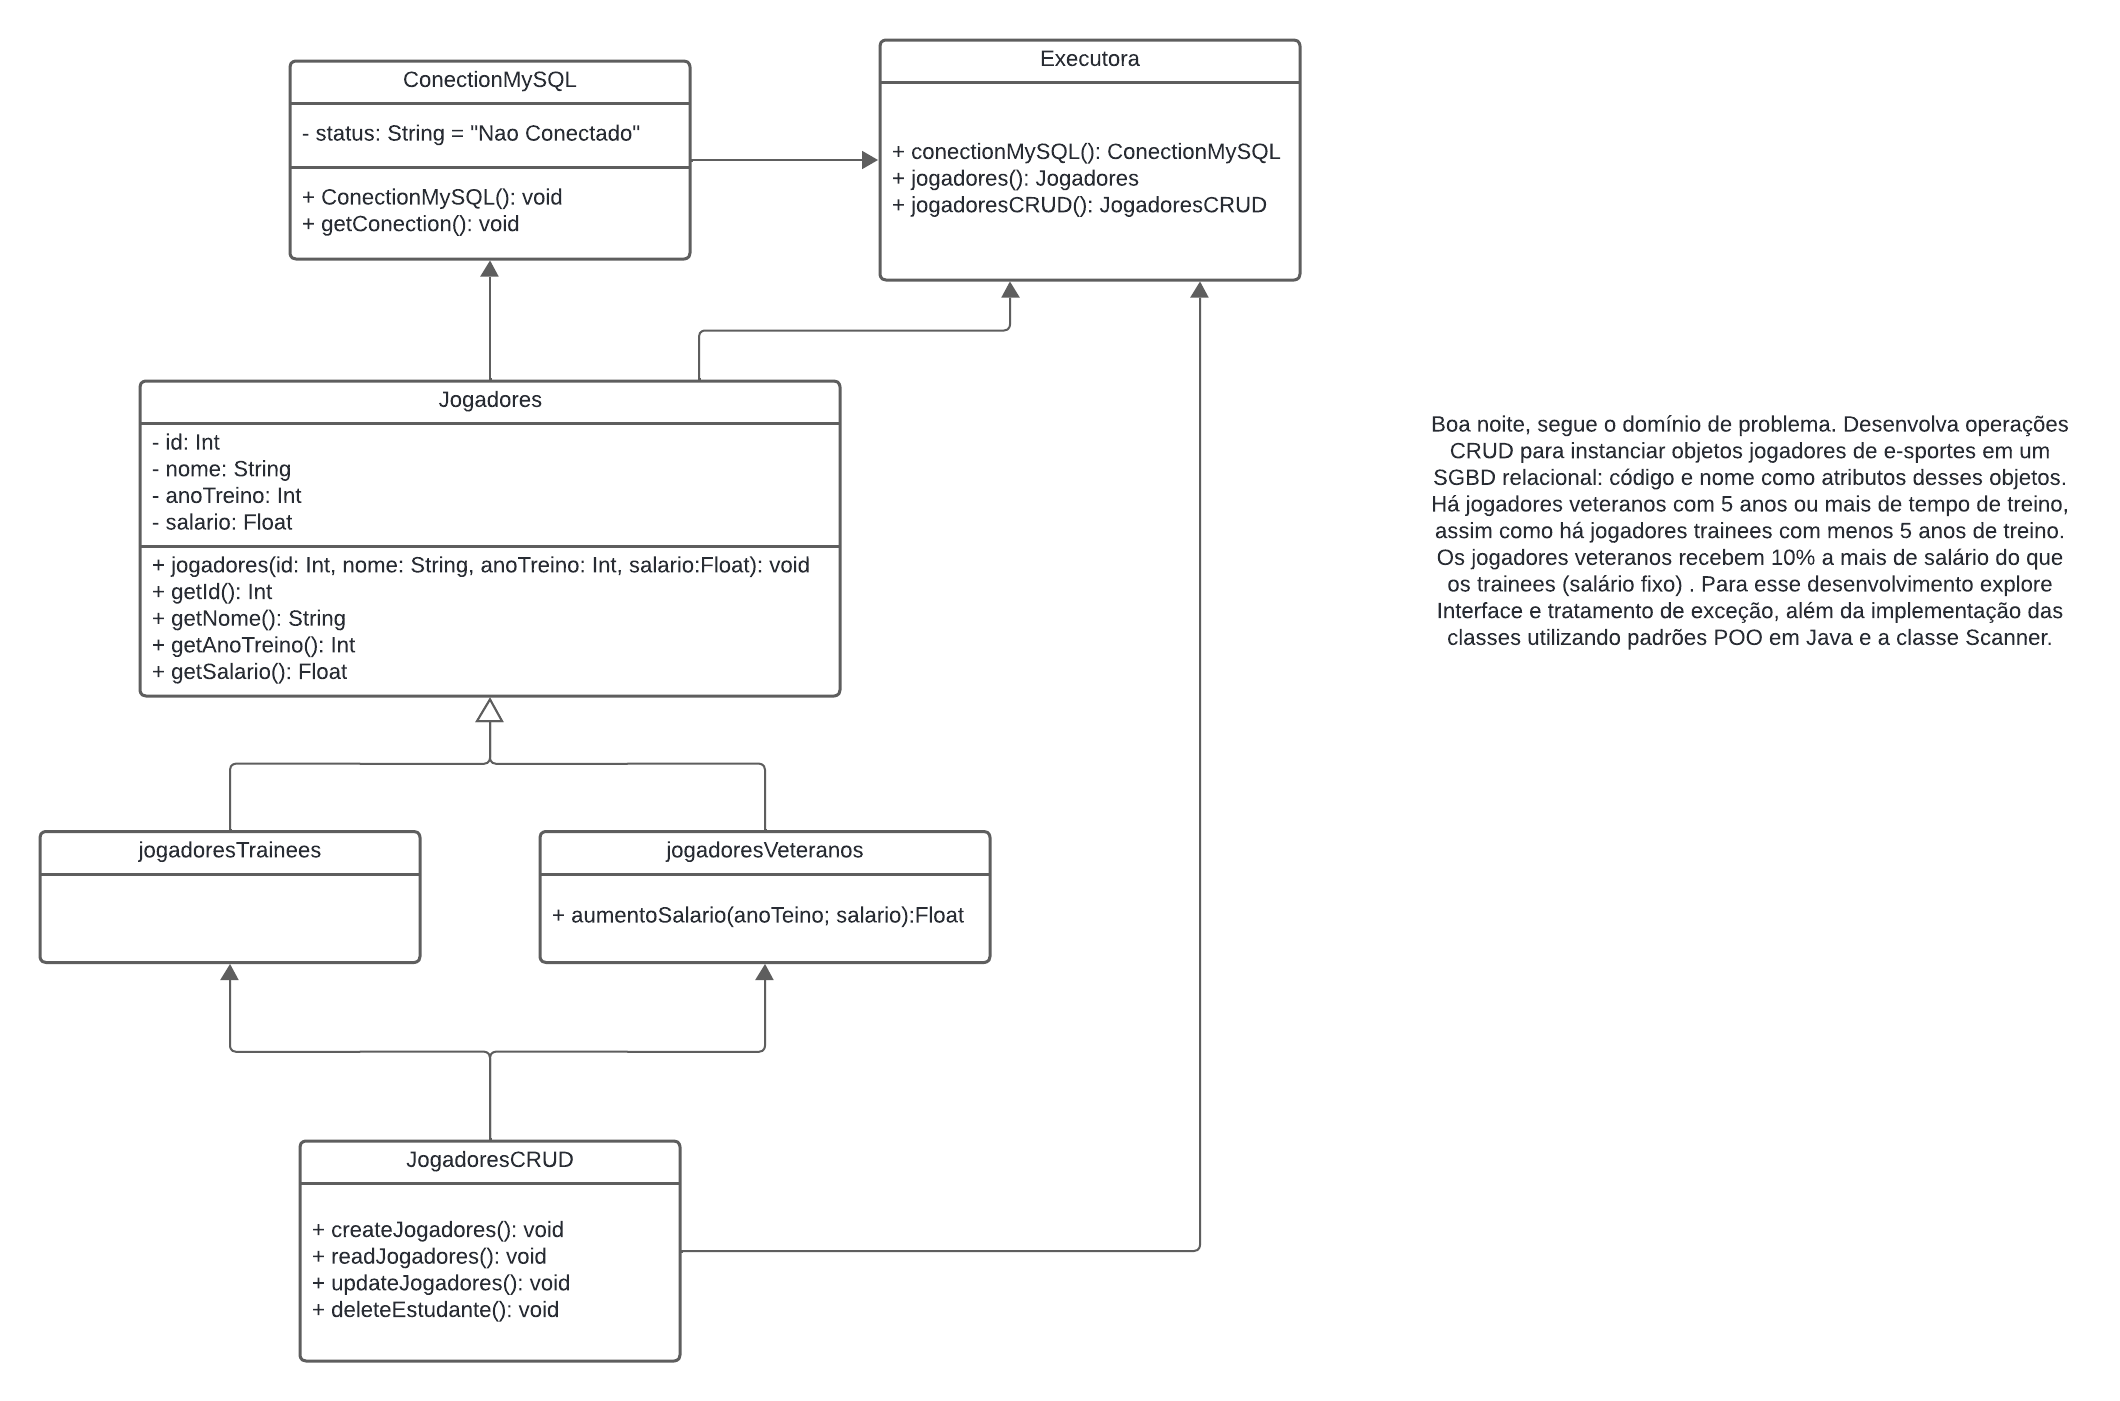 ConectionMySQL
- status: String = "Nao Conectado"
+ ConectionMySQL(): void
+ getConection(): void
Executora
+ conectionMySQL(): ConectionMySQL
+ jogadores(): Jogadores
+ jogadoresCRUD(): JogadoresCRUD
Jogadores
- id: Int
- nome: String
- anoTreino: Int
- salario: Float
+ jogadores(id: Int, nome: String, anoTreino: Int, salario:Float): void
+ getId(): Int
+ getNome(): String
+ getAnoTreino(): Int
+ getSalario(): Float
Boa noite, segue o domínio de problema. Desenvolva operações
CRUD para instanciar objetos jogadores de e-sportes em um
SGBD relacional: código e nome como atributos desses objetos.
Há jogadores veteranos com 5 anos ou mais de tempo de treino,
assim como há jogadores trainees com menos 5 anos de treino.
Os jogadores veteranos recebem 10% a mais de salário do que
os trainees (salário fixo) . Para esse desenvolvimento explore
Interface e tratamento de exceção, além da implementação das
classes utilizando padrões POO em Java e a classe Scanner.
jogadoresTrainees
jogadoresVeteranos
+ aumentoSalario(anoTeino; salario):Float
JogadoresCRUD
+ createJogadores(): void
+ readJogadores(): void
+ updateJogadores(): void
+ deleteEstudante(): void